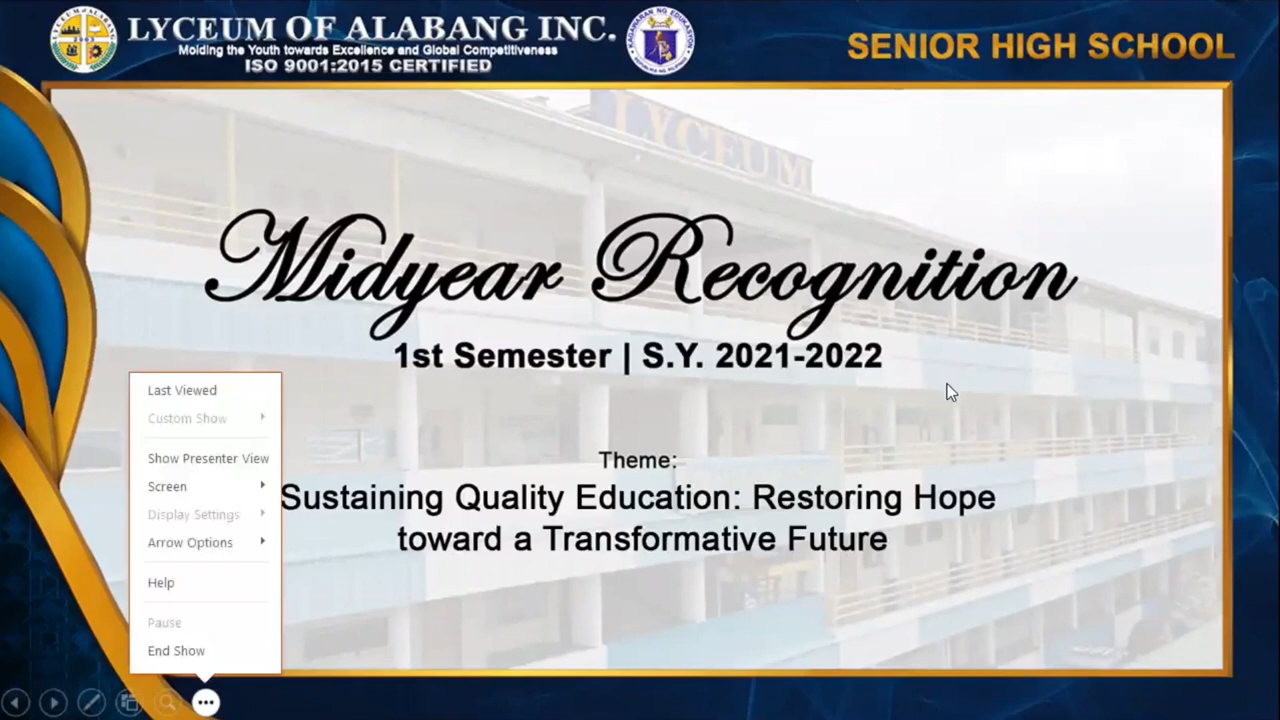 LYCEUM OF ALABANG INC.
Molding the Youth towards Excellence and Global Competitiveness
ISO 9001:2015 CERTIFIED
SENIOR HIGH SCHOOL
LYCEUM
Midyear Recognition
1st Semester | S.Y. 2021-2022
Theme:
Sustaining Quality Education: Restoring Hope
toward a Transformative Future
Last Viewed
Custom Show
Show Presenter View
Screen
Display Settings
Arrow Options
Help
Pause
End Show